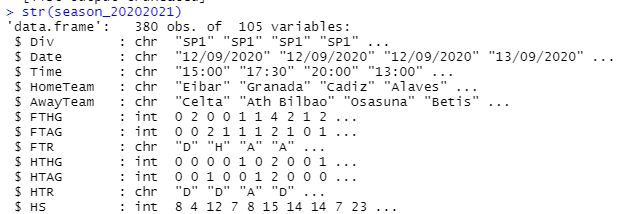 > str(season_20202021)
'data.frame':   380 obs. of  105 variables:
 $ Div        : chr  "SP1" "SP1" "SP1" "SP1" ...
 $ Date       : chr  "12/09/2020" "12/09/2020" "12/09/2020" "13/09/2020" ...
 $ Time       : chr  "15:00" "17:30" "20:00" "13:00" ...
 $ HomeTeam   : chr  "Eibar" "Granada" "Cadiz" "Alaves" ...
 $ AwayTeam   : chr  "Celta" "Ath Bilbao" "Osasuna" "Betis" ...
 $ FTHG       : int  0 2 0 0 1 1 4 2 1 2 ...
 $ FTAG       : int  0 0 2 1 1 1 2 1 0 1 ...
 $ FTR        : chr  "D" "H" "A" "A" ...
 $ HTHG       : int  0 0 0 0 1 0 2 0 0 1 ...
 $ HTAG       : int  0 0 1 0 0 1 2 0 0 0 ...
 $ HTR        : chr  "D" "D" "A" "D" ...
 $ HS         : int  8 4 12 7 8 15 14 14 7 23 ...